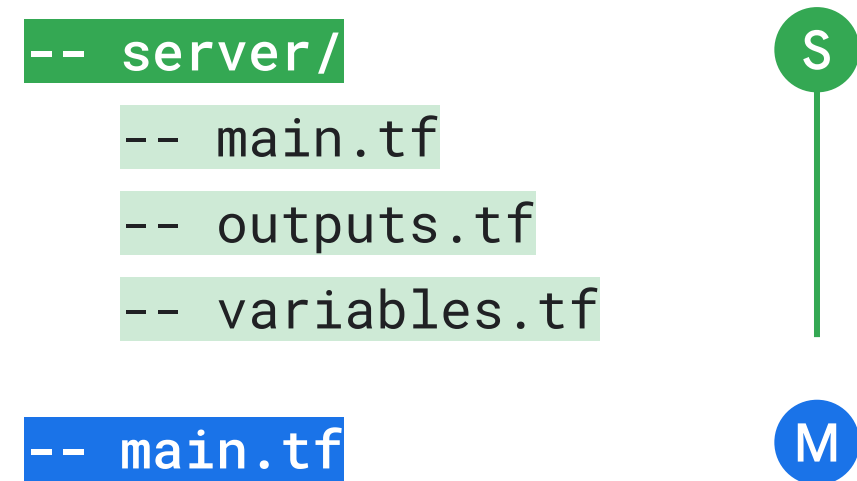 -- server/
S
-- main.tf
-- outputs.tf
-- variables.tf
-- main.tf
M